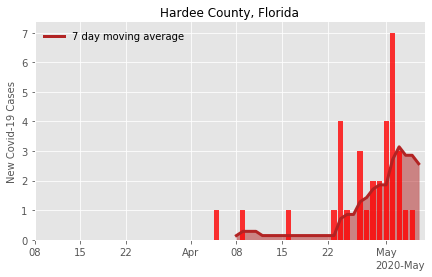 Hardee County, Florida
7 day moving average
New Covid-19 Cases
7
6
5
4
3
2
1
0
08 15 22 Apr 08 15 22 May
2020-May